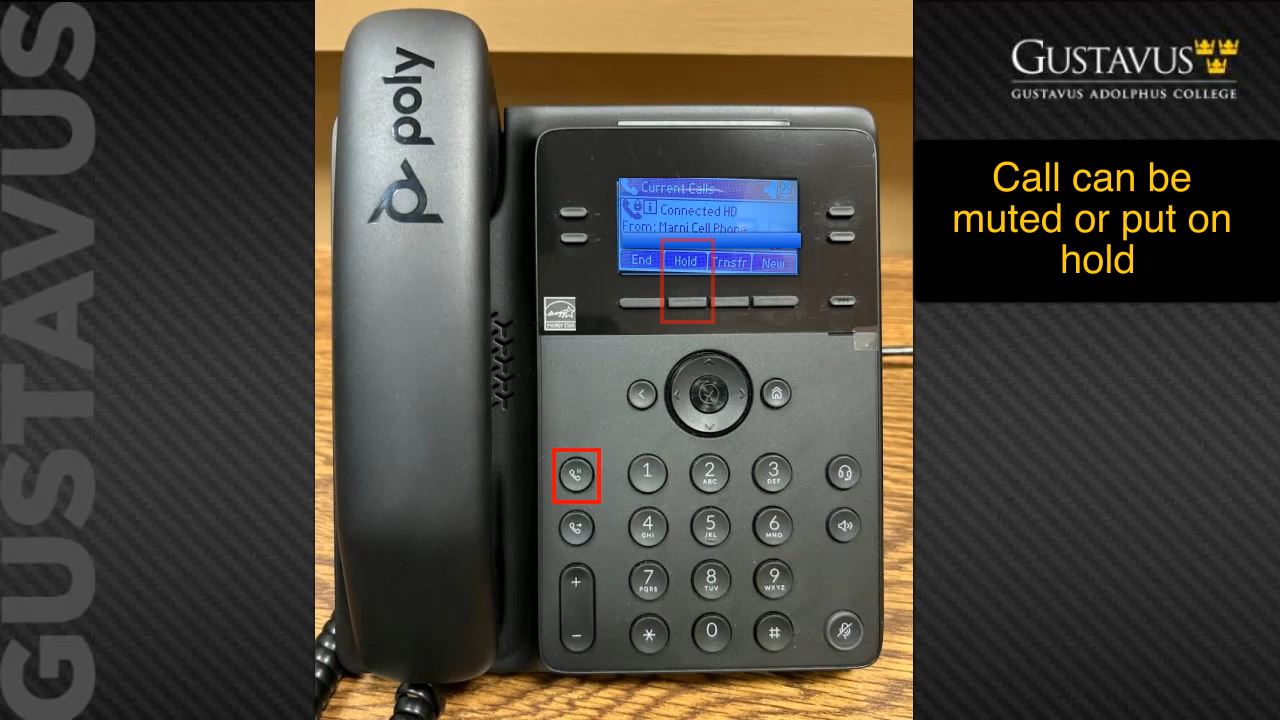 GUSTAVUS
poly
GUSTAVUS
GUSTAVUS ADOLPHUS COLLEGE
Call can be
muted or put on
hold
Current Calls
Connected HD
From: Marni Cell Phone
End Hold Trnsfr New
ENERGY STAR
1
2
ABC
3
DEF
4
GHI
5
JKL
6
MNO
7
PQRS
8
TUV
9
WXYZ
*
0
#
+
-